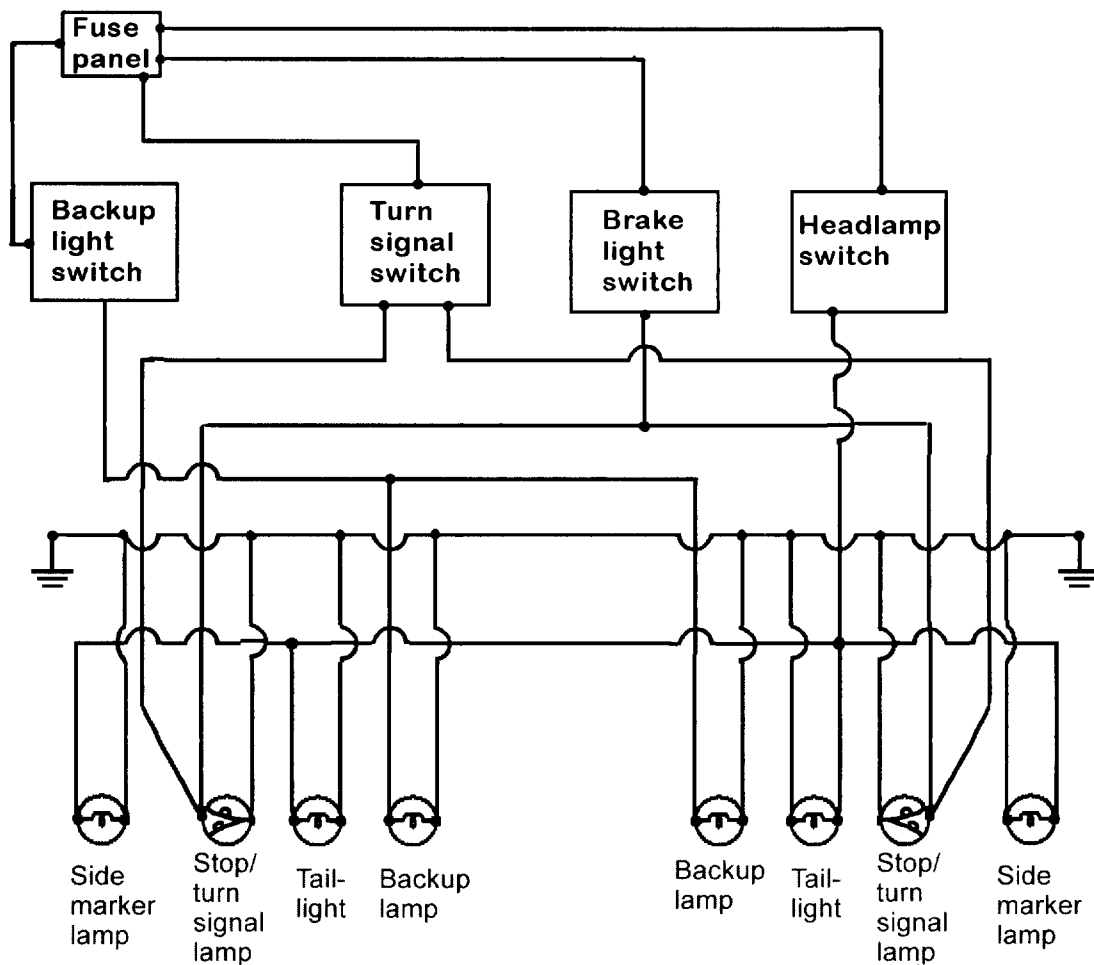 Fuse
panel
Backup
light
switch
Turn
signal
switch
Brake
light
switch
Headlamp
switch
Side
marker
lamp
Stop/
turn
signal
lamp
Tail-
light
Backup
lamp
Backup
lamp
Tail-
light
Stop/
turn
signal
lamp
Side
marker
lamp